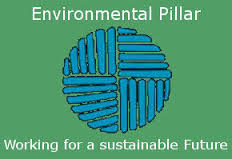 Environmental Pillar
Working for a sustainable Future